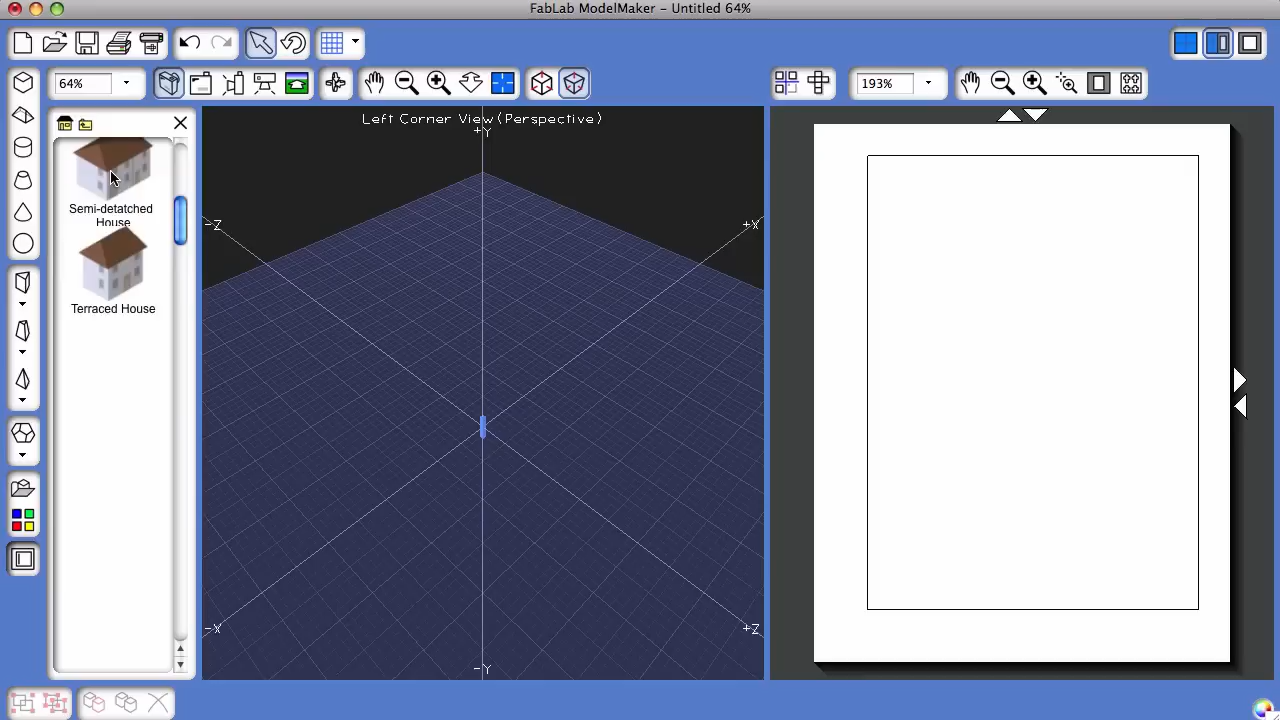 FabLab ModelMaker - Untitled 64%
64%
193%
Left Corner View (Perspective)
+Y
-Z
+X
Semi-detatched
House
Terraced House
-X
+Z
-Y